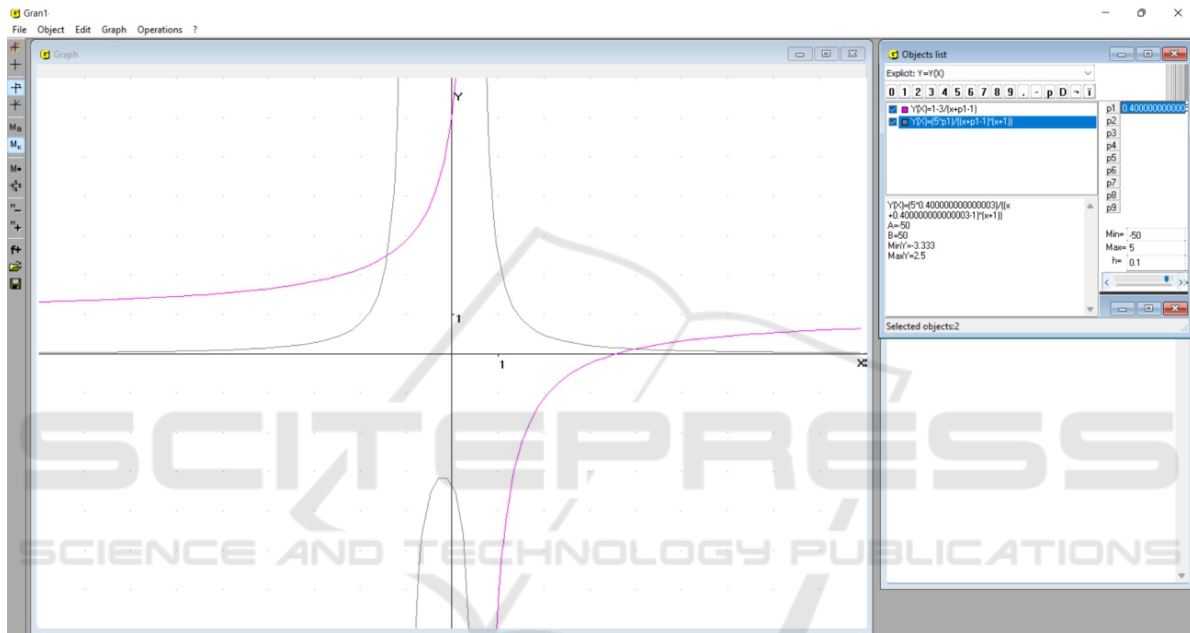 Gran1
File Object Edit Graph Operations ?
Graph
Y
1
1
X
Objects list
Explicit: Y=Y(X)
0 1 2 3 4 5 6 7 8 9 . - p D ¬ ï
Y(X)=1-3/(x+p1-1)
Y(X)=(5*p1)/((x+p1-1)*(x+1))
p1 0.400000000000
p2
p3
p4
p5
p6
p7
p8
p9
Y(X)=(5*0.400000000000003)/((x
+0.400000000000003-1)*(x+1))
A=-50
B=50
MinY=-3.333
MaxY=2.5
Min= -50
Max= 5
h= 0.1
Selected objects:2
SCITEPRESS
SCIENCE AND TECHNOLOGY PUBLICATIONS